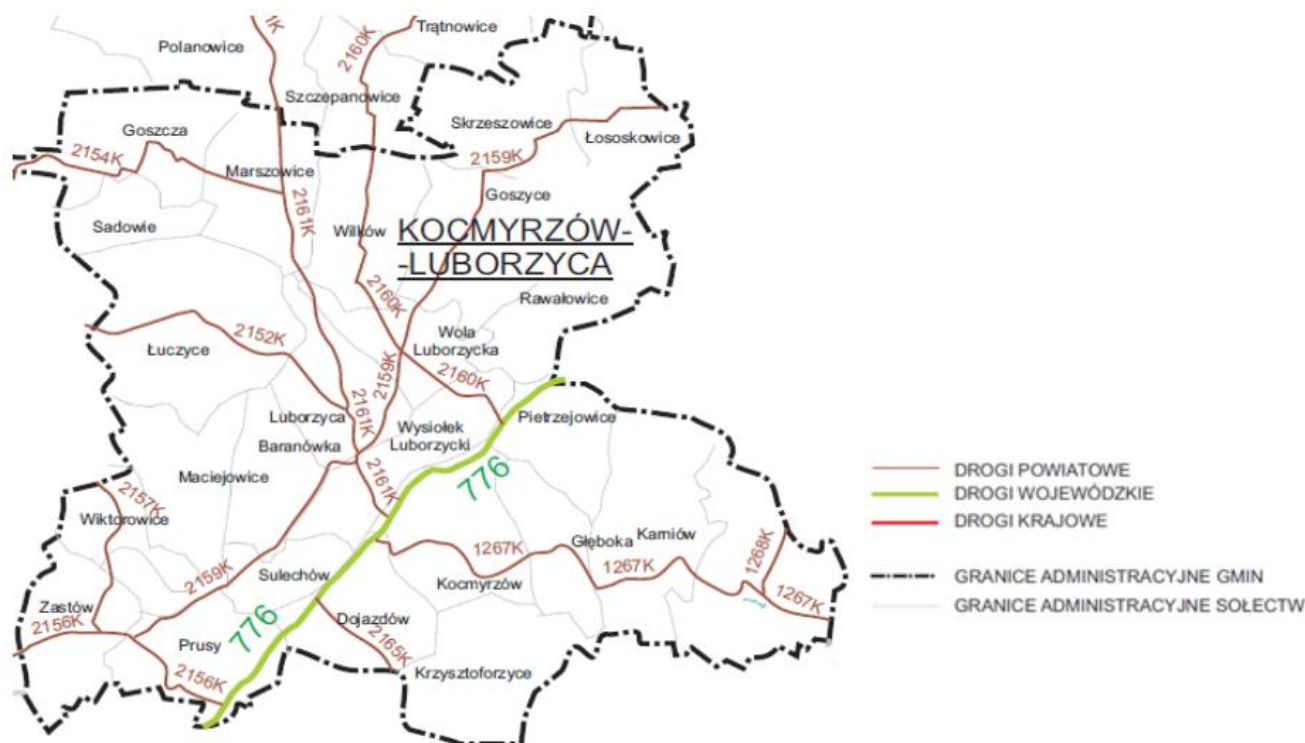 1K
Trątnowice
Polanowice
2160K
Szczepanowice
Goszcza
Skrzeszowice
Łososkowice
2154K
2159K
Marszowice
2161K
Goszyce
Sadowie
Wilków
KOCMYRZÓW-
-LUBORZYCA
2160K
Rawałowice
2152K
Wola
Luborzycka
Łuczyce
2159K
2160K
2161K
Luborzyca
Baranówka
Wysiołek
Luborzycki
Pietrzejowice
Maciejowice
2161K
776
2157K
Wiktorowice
Głęboka
Karniów
1267K
1267K
1268K
1267K
2159K
Sulechów
Kocmyrzów
Zastów
2156K
Dojazdów
776
Prusy
2165K
Krzysztoforzyce
2156K
DROGI POWIATOWE
DROGI WOJEWÓDZKIE
DROGI KRAJOWE
GRANICE ADMINISTRACYJNE GMIN
GRANICE ADMINISTRACYJNE SOŁECTW